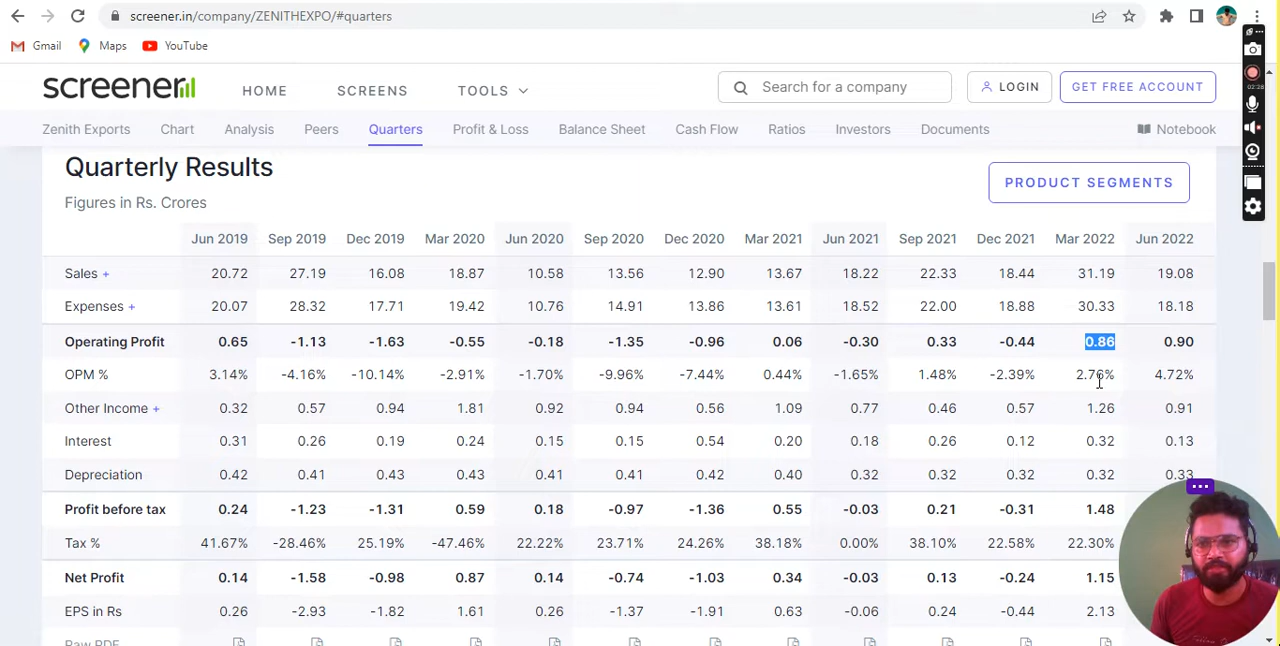 screener.in/company/ZENITHEXPO/#quarters
Gmail Maps YouTube
screener HOME SCREENS TOOLS Search for a company LOGIN GET FREE ACCOUNT
Zenith Exports Chart Analysis Peers Quarters Profit & Loss Balance Sheet Cash Flow Ratios Investors Documents Notebook
Quarterly Results
PRODUCT SEGMENTS
Figures in Rs. Crores
Jun 2019 Sep 2019 Dec 2019 Mar 2020 Jun 2020 Sep 2020 Dec 2020 Mar 2021 Jun 2021 Sep 2021 Dec 2021 Mar 2022 Jun 2022
Sales + 20.72 27.19 16.08 18.87 10.58 13.56 12.90 13.67 18.22 22.33 18.44 31.19 19.08
Expenses + 20.07 28.32 17.71 19.42 10.76 14.91 13.86 13.61 18.52 22.00 18.88 30.33 18.18
Operating Profit 0.65 -1.13 -1.63 -0.55 -0.18 -1.35 -0.96 0.06 -0.30 0.33 -0.44 0.86 0.90
OPM % 3.14% -4.16% -10.14% -2.91% -1.70% -9.96% -7.44% 0.44% -1.65% 1.48% -2.39% 2.76% 4.72%
Other Income + 0.32 0.57 0.94 1.81 0.92 0.94 0.56 1.09 0.77 0.46 0.57 1.26 0.91
Interest 0.31 0.26 0.19 0.24 0.15 0.15 0.54 0.20 0.18 0.26 0.12 0.32 0.13
Depreciation 0.42 0.41 0.43 0.43 0.41 0.41 0.42 0.40 0.32 0.32 0.32 0.32 0.33
Profit before tax 0.24 -1.23 -1.31 0.59 0.18 -0.97 -1.36 0.55 -0.03 0.21 -0.31 1.48
Tax % 41.67% -28.46% 25.19% -47.46% 22.22% 23.71% 24.26% 38.18% 0.00% 38.10% 22.58% 22.30%
Net Profit 0.14 -1.58 -0.98 0.87 0.14 -0.74 -1.03 0.34 -0.03 0.13 -0.24 1.15
EPS in Rs 0.26 -2.93 -1.82 1.61 0.26 -1.37 -1.91 0.63 -0.06 0.24 -0.44 2.13
Raw PDF